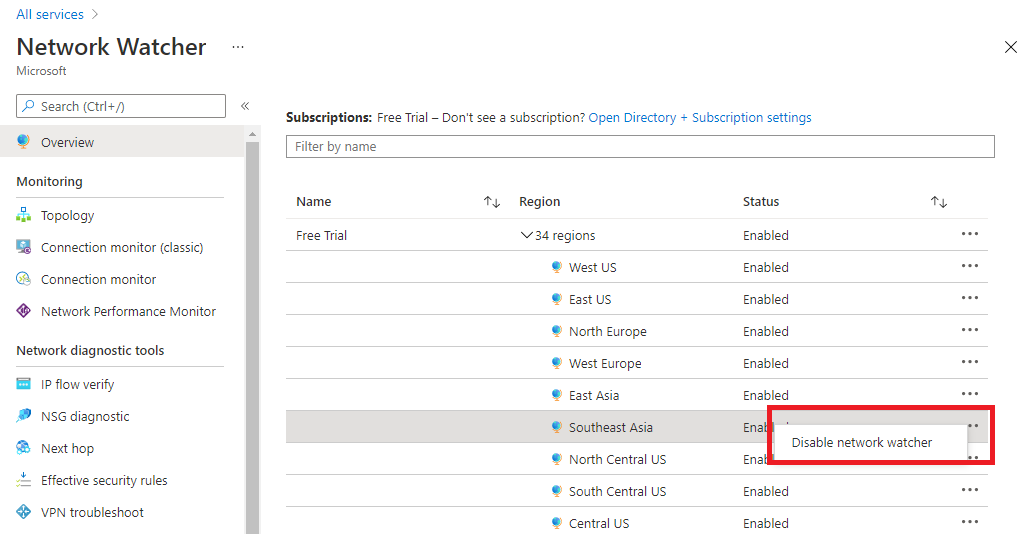 All services
Network Watcher ...
Microsoft
Search (Ctrl+/)
Overview
Monitoring
Topology
Connection monitor (classic)
Connection monitor
Network Performance Monitor
Network diagnostic tools
IP flow verify
NSG diagnostic
Next hop
Effective security rules
VPN troubleshoot
Subscriptions: Free Trial – Don't see a subscription? Open Directory + Subscription settings
Filter by name
Name Region Status
Free Trial 34 regions Enabled
West US Enabled
East US Enabled
North Europe Enabled
West Europe Enabled
East Asia Enabled
Southeast Asia
Disable network watcher
North Central US
South Central US Enabled
Central US Enabled